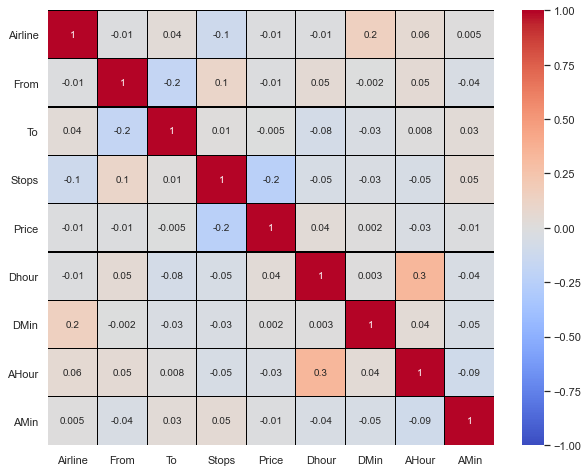 Airline 1 -0.01 0.04 -0.1 -0.01 -0.01 0.2 0.06 0.005
From -0.01 1 -0.2 0.1 -0.01 0.05 -0.002 0.05 -0.04
To 0.04 -0.2 1 0.01 -0.005 -0.08 -0.03 0.008 0.03
Stops -0.1 0.1 0.01 1 -0.2 -0.05 -0.03 -0.05 0.05
Price -0.01 -0.01 -0.005 -0.2 1 0.04 0.002 -0.03 -0.01
Dhour -0.01 0.05 -0.08 -0.05 0.04 1 0.003 0.3 -0.04
DMin 0.2 -0.002 -0.03 -0.03 0.002 0.003 1 0.04 -0.05
AHour 0.06 0.05 0.008 -0.05 -0.03 0.3 0.04 1 -0.09
AMin 0.005 -0.04 0.03 0.05 -0.01 -0.04 -0.05 -0.09 1
Airline From To Stops Price Dhour DMin AHour AMin
1.00
0.75
0.50
0.25
0.00
−0.25
−0.50
−0.75
−1.00